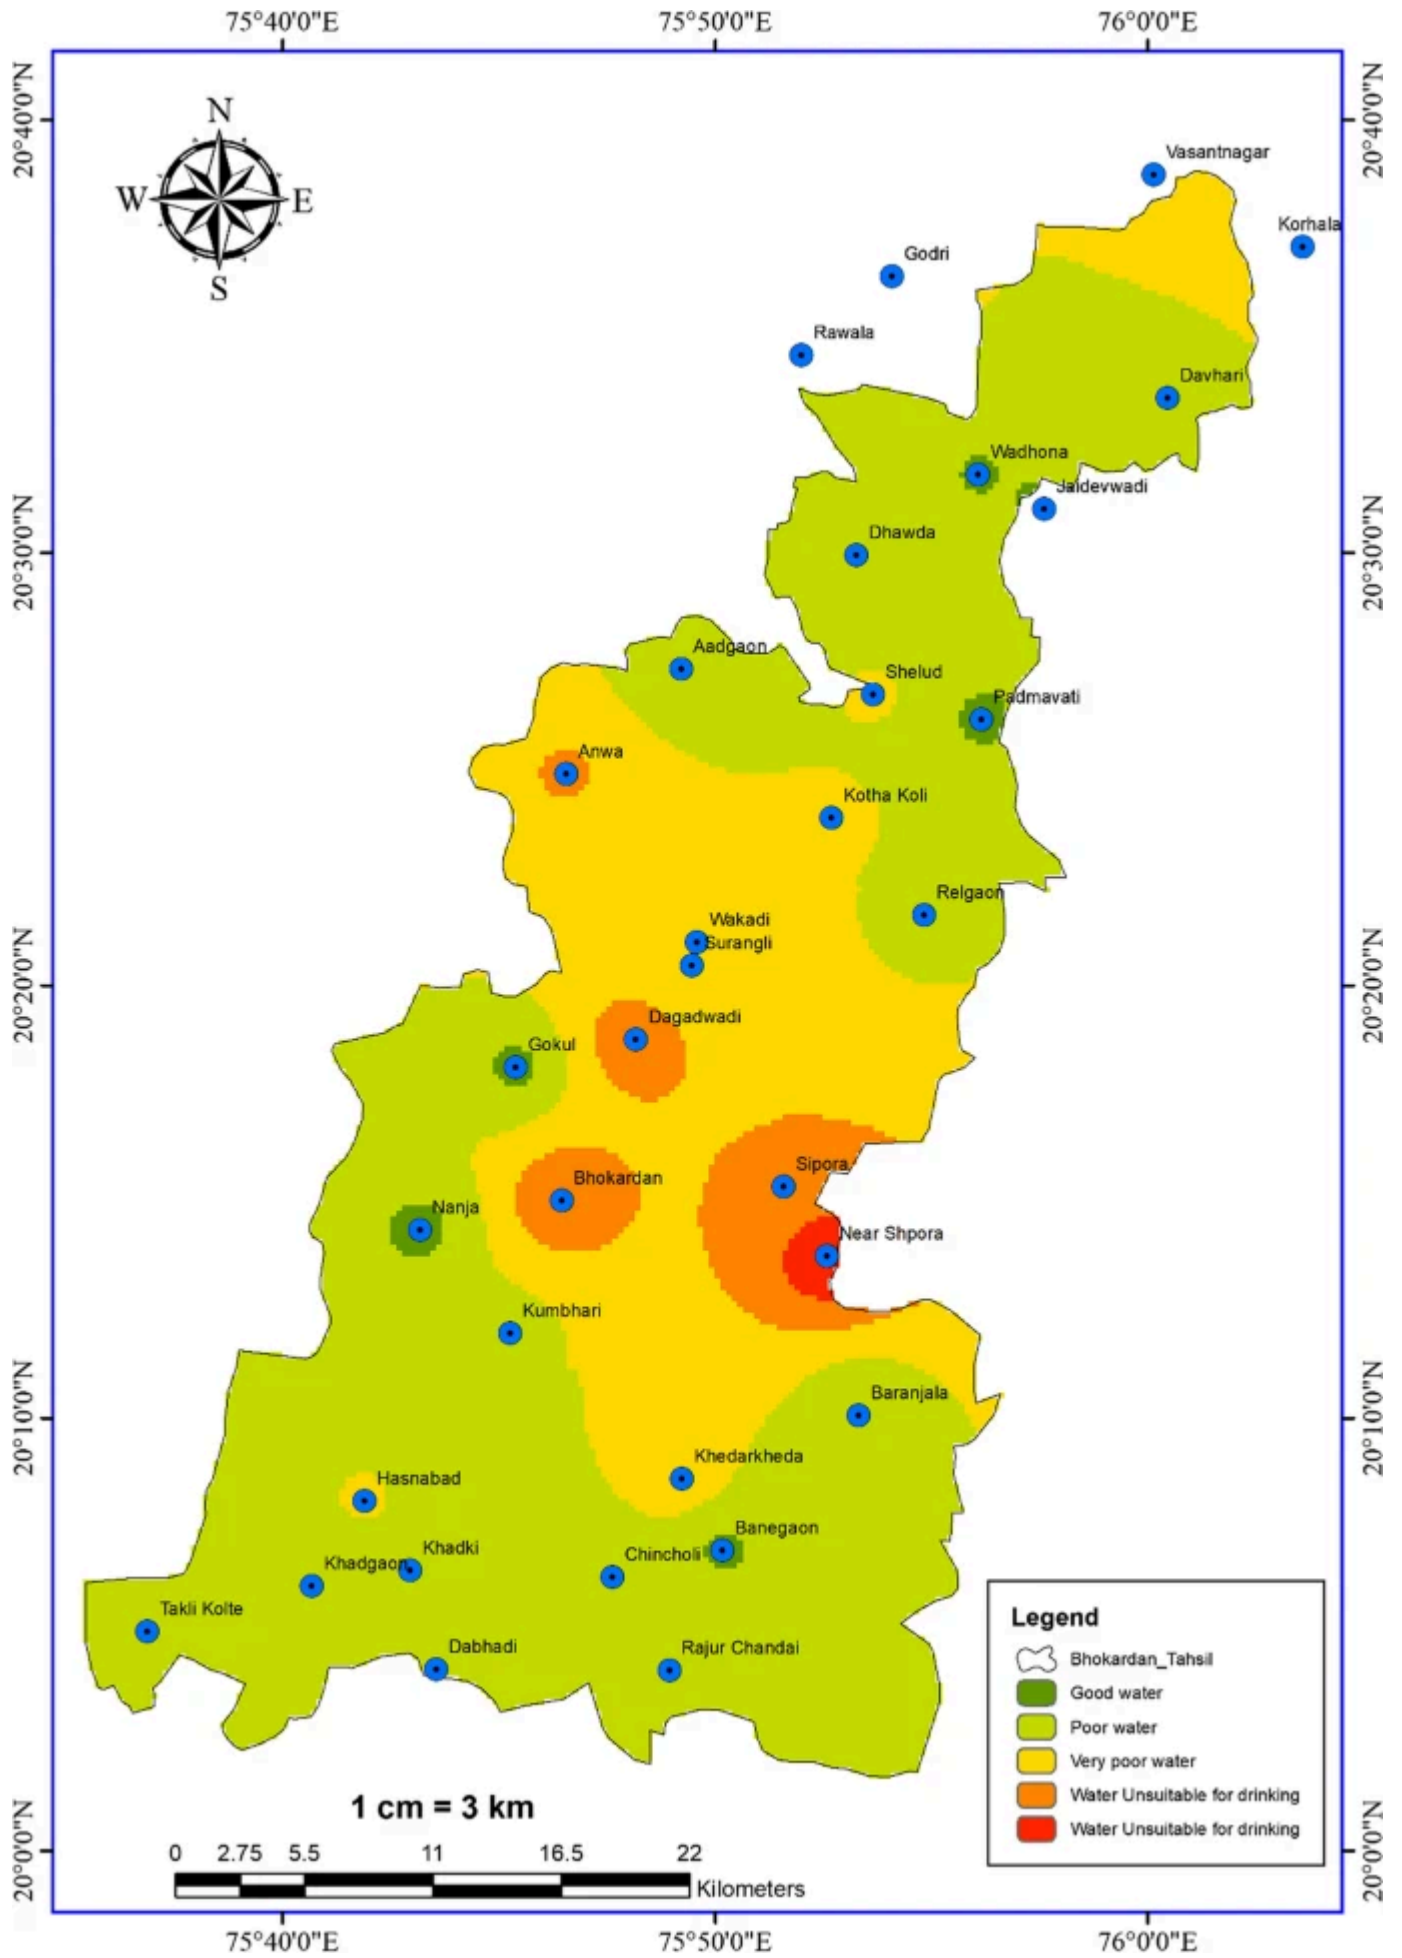 75°40'0"E
75°50'0"E
76°0'0"E
20°40'0"N
20°40'0"N
N
W
E
S
Vasantnagar
Korhala
Godri
Rawala
Davhari
Wadhona
Jaldevwadi
20°30'0"N
20°30'0"N
Dhawda
Aadgaon
Shelud
Padmavati
Anwa
Kotha Koli
Relgaon
Wakadi
Surangli
20°20'0"N
20°20'0"N
Dagadwadi
Gokul
Sipora
Bhokardan
Nanja
Near Shpora
Kumbhari
Baranjala
20°10'0"N
20°10'0"N
Khedarkheda
Hasnabad
Banegaon
Khadki
Chincholi
Khadgaon
Takli Kolte
Dabhadi
Rajur Chandai
Legend
Bhokardan_Tahsil
Good water
Poor water
Very poor water
Water Unsuitable for drinking
Water Unsuitable for drinking
1 cm = 3 km
0 2.75 5.5 11 16.5 22
Kilometers
20°0'0"N
20°0'0"N
75°40'0"E
75°50'0"E
76°0'0"E